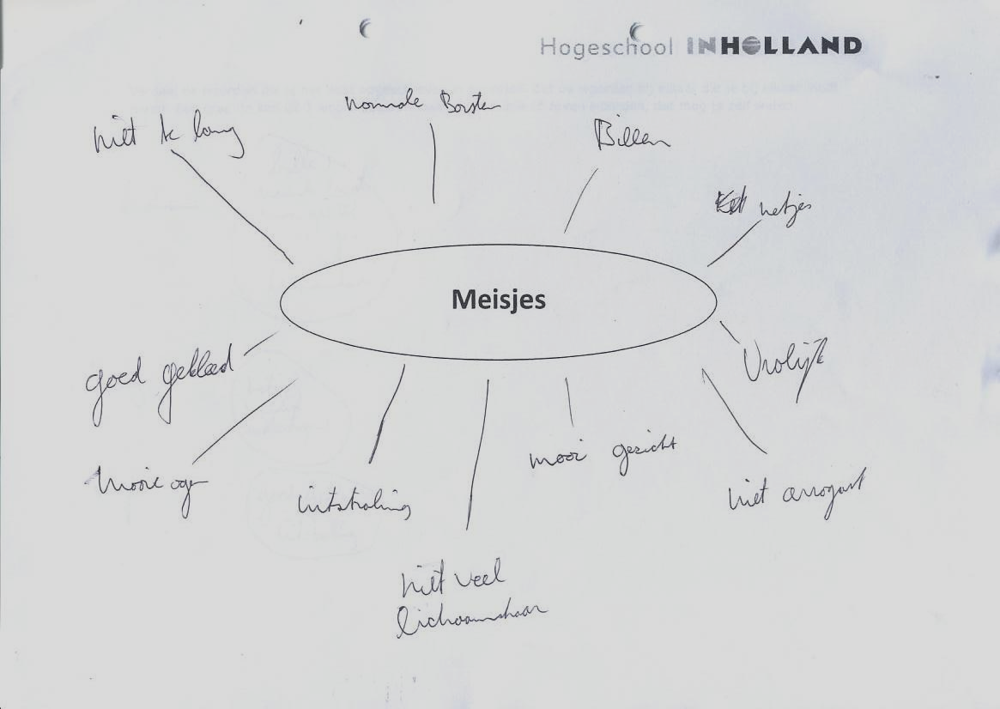 Hogeschool INHOLLAND
normale Borsten
niet te lang
Billen
netjes
Meisjes
goed gekleed
Vrolijk
mooi gezicht
mooie ogen
uitstraling
niet arrogant
niet veel
lichaamshaar